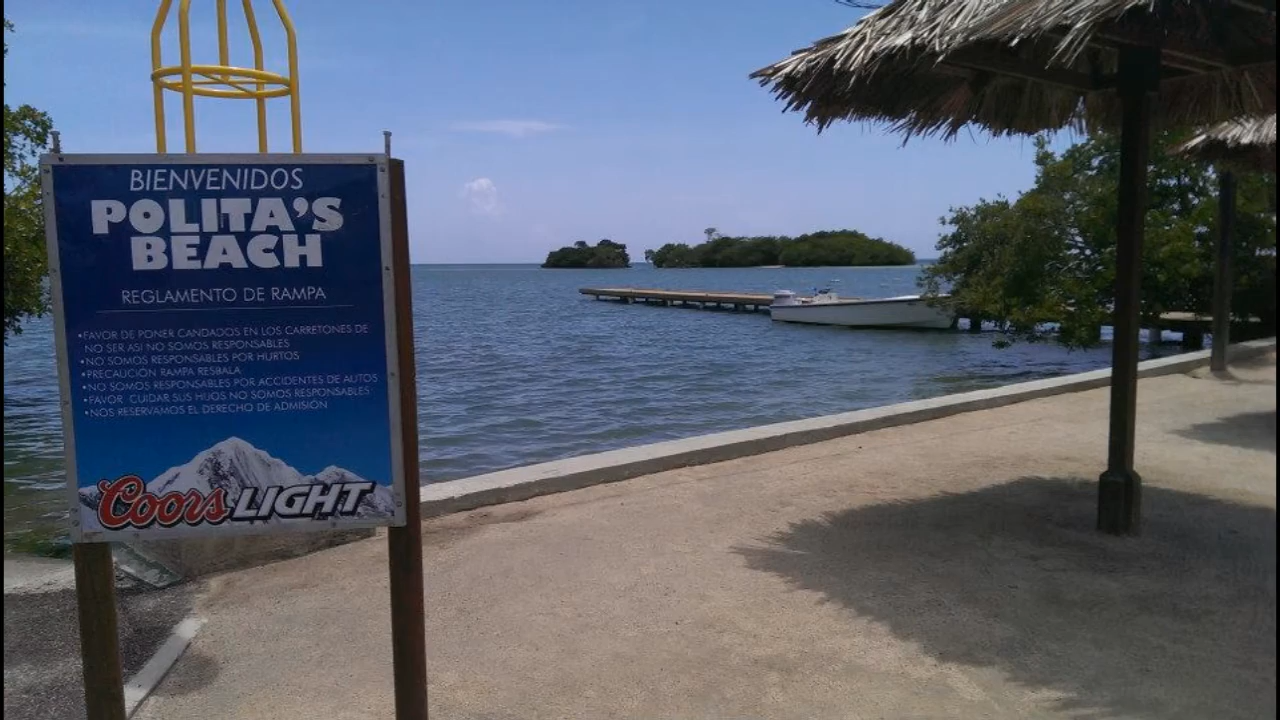 BIENVENIDOS
POLITA'S
BEACH
REGLAMENTO DE RAMPA
•FAVOR DE PONER CANDADOS EN LOS CARRETONES DE
NO SER ASI NO SOMOS RESPONSABLES
•NO SOMOS RESPONSABLES POR HURTOS
•PRECAUCIÓN RAMPA RESBALA
•NO SOMOS RESPONSABLES POR ACCIDENTES DE AUTOS
•FAVOR CUIDAR SUS HIJOS NO SOMOS RESPONSABLES
•NOS RESERVAMOS EL DERECHO DE ADMISIÓN
Coors LIGHT